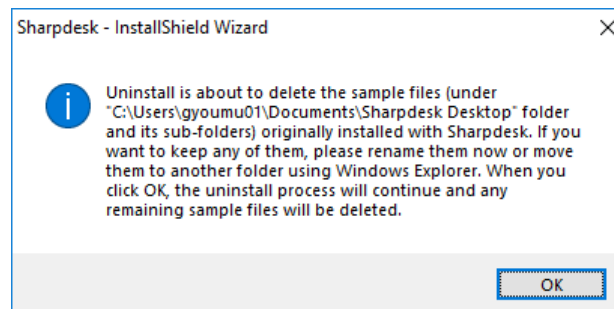 Sharpdesk - InstallShield Wizard
Uninstall is about to delete the sample files (under
"C:\Users\gyoumu01\Documents\Sharpdesk Desktop" folder
and its sub-folders) originally installed with Sharpdesk. If you
want to keep any of them, please rename them now or move
them to another folder using Windows Explorer. When you
click OK, the uninstall process will continue and any
remaining sample files will be deleted.
OK